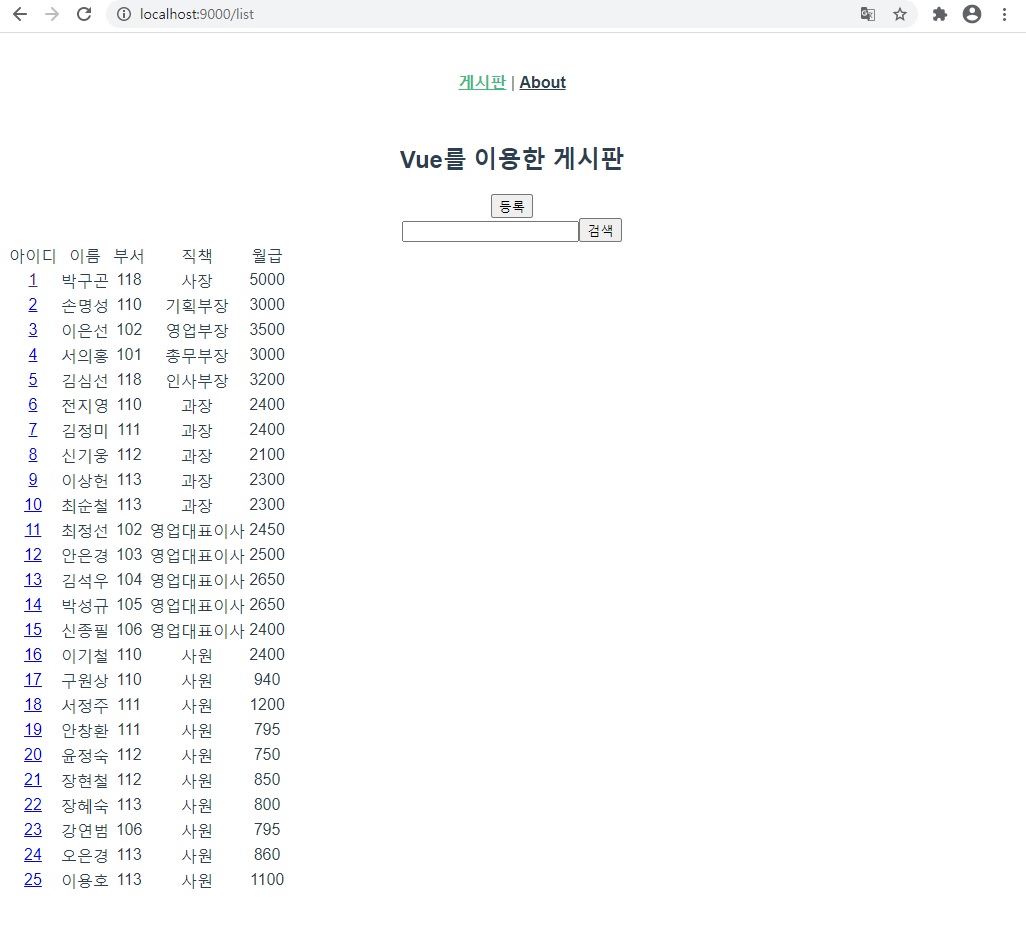 localhost:9000/list
게시판 | About
Vue를 이용한 게시판
등록
검색
아이디 이름 부서 직책 월급
1 박구곤 118 사장 5000
2 손명성 110 기획부장 3000
3 이은선 102 영업부장 3500
4 서의홍 101 총무부장 3000
5 김심선 118 인사부장 3200
6 전지영 110 과장 2400
7 김정미 111 과장 2400
8 신기웅 112 과장 2100
9 이상헌 113 과장 2300
10 최순철 113 과장 2300
11 최정선 102 영업대표이사 2450
12 안은경 103 영업대표이사 2500
13 김석우 104 영업대표이사 2650
14 박성규 105 영업대표이사 2650
15 신종필 106 영업대표이사 2400
16 이기철 110 사원 2400
17 구원상 110 사원 940
18 서정주 111 사원 1200
19 안창환 111 사원 795
20 윤정숙 112 사원 750
21 장현철 112 사원 850
22 장혜숙 113 사원 800
23 강연범 106 사원 795
24 오은경 113 사원 860
25 이용호 113 사원 1100